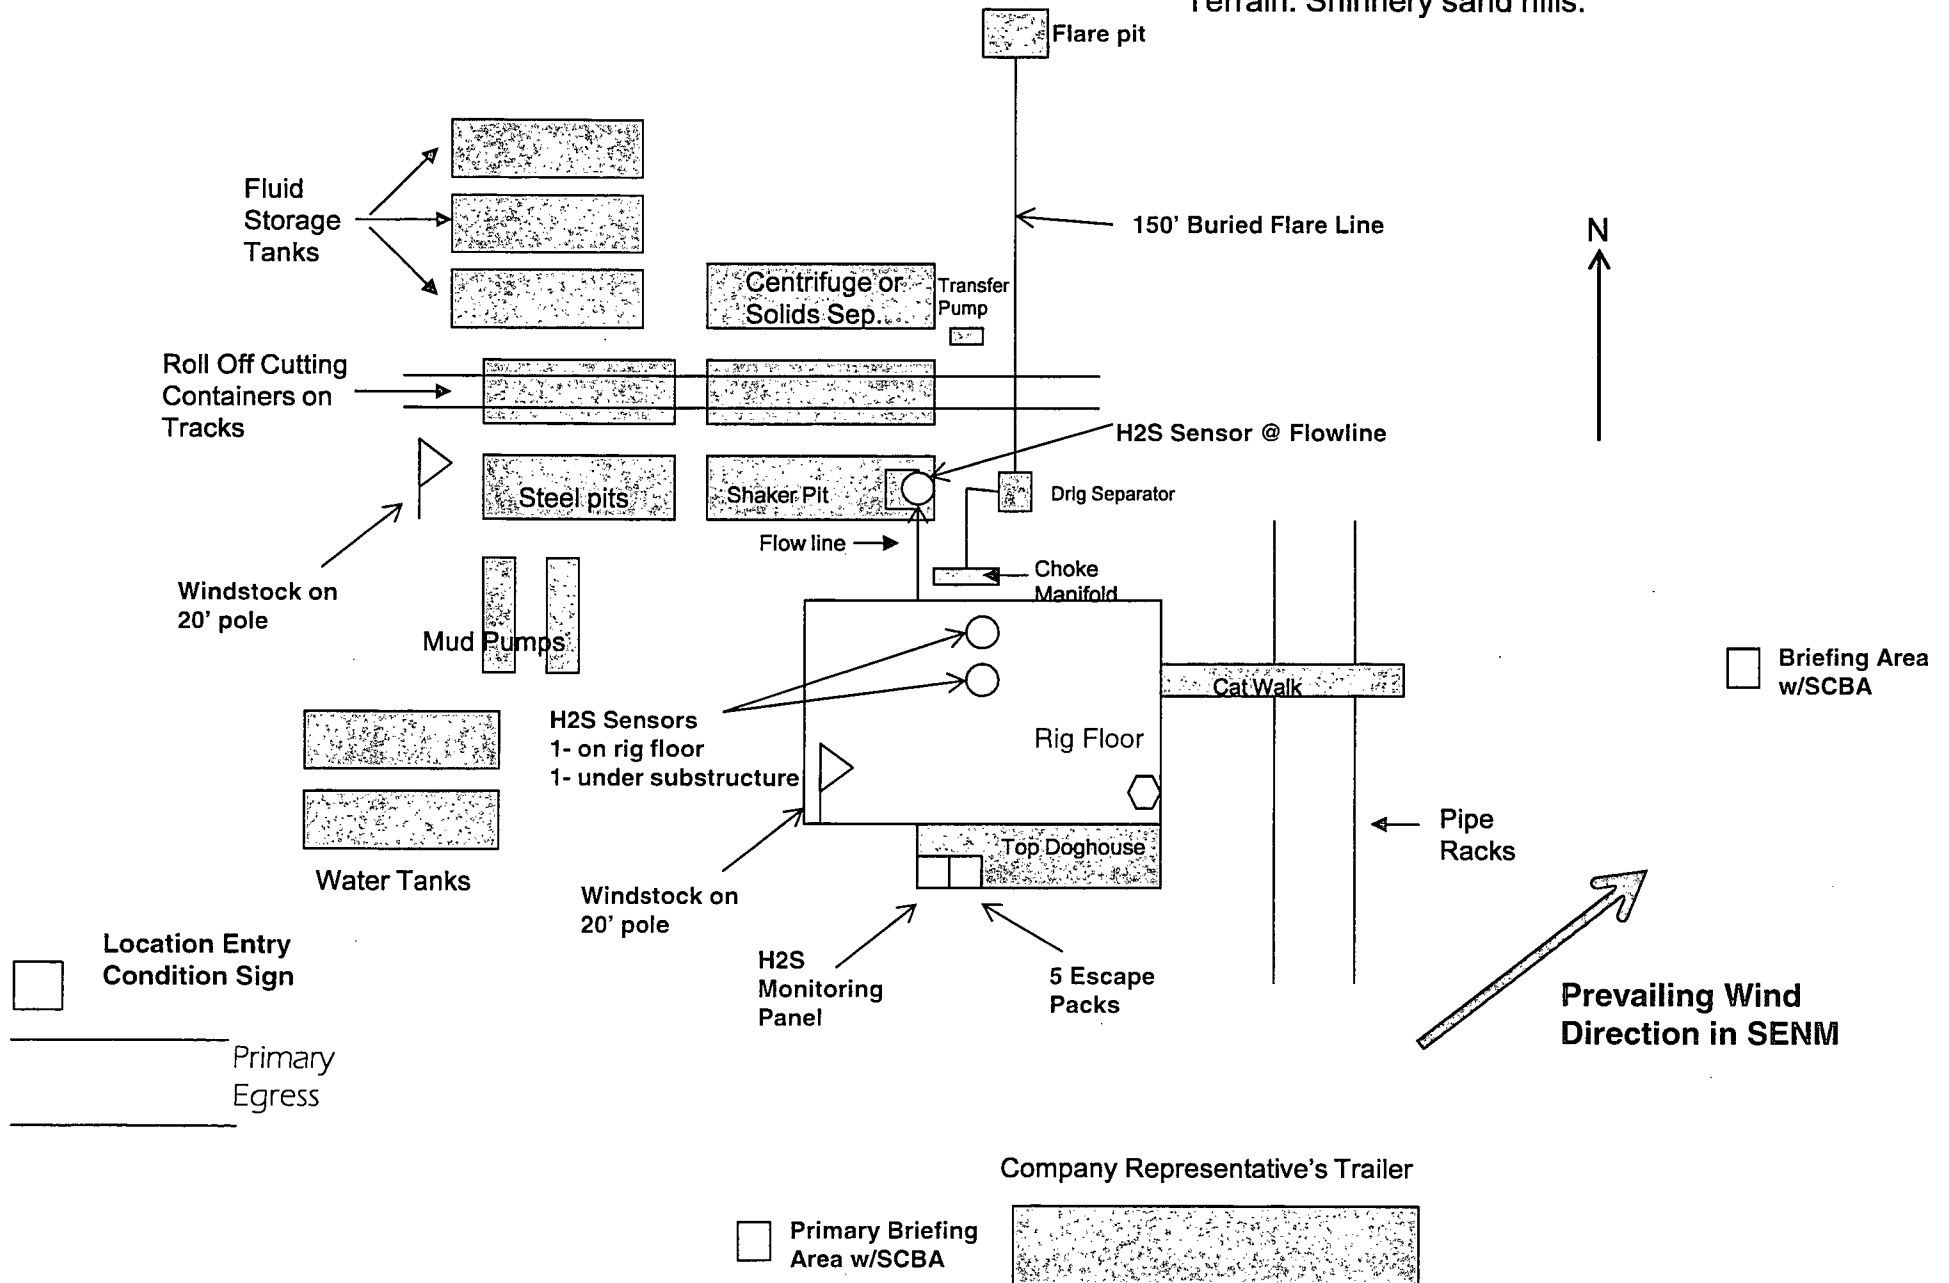 Terrain: Shinnery sand hills.
Flare pit
Fluid
Storage
Tanks
150' Buried Flare Line
N
Centrifuge or
Solids Sep.
Transfer
Pump
Roll Off Cutting
Containers on
Tracks
H2S Sensor @ Flowline
Steel pits
Shaker Pit
Drlg Separator
Flow line
Choke
Manifold
Windstock on
20' pole
Mud Pumps
Briefing Area
w/SCBA
Cat Walk
H2S Sensors
1- on rig floor
1- under substructure
Rig Floor
Pipe
Racks
Top Doghouse
Water Tanks
Windstock on
20' pole
Location Entry
Condition Sign
H2S
Monitoring
Panel
5 Escape
Packs
Prevailing Wind
Direction in SENM
Primary
Egress
Company Representative's Trailer
Primary Briefing
Area w/SCBA